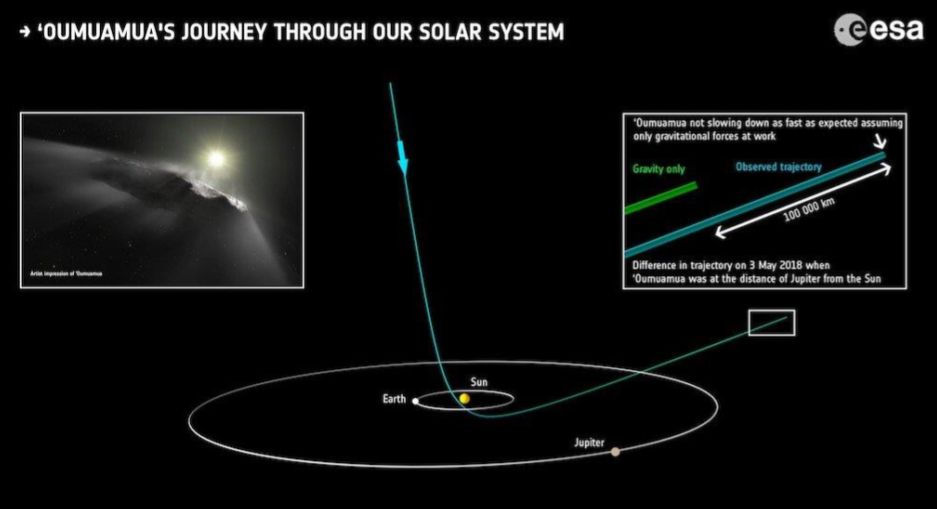 → ‘OUMUAMUA'S JOURNEY THROUGH OUR SOLAR SYSTEM
esa
Artist impression of ‘Oumuamua
‘Oumuamua not slowing down as fast as expected assuming
only gravitational forces at work
Gravity only
Observed trajectory
100 000 km
Difference in trajectory on 3 May 2018 when
‘Oumuamua was at the distance of Jupiter from the Sun
Sun
Earth
Jupiter